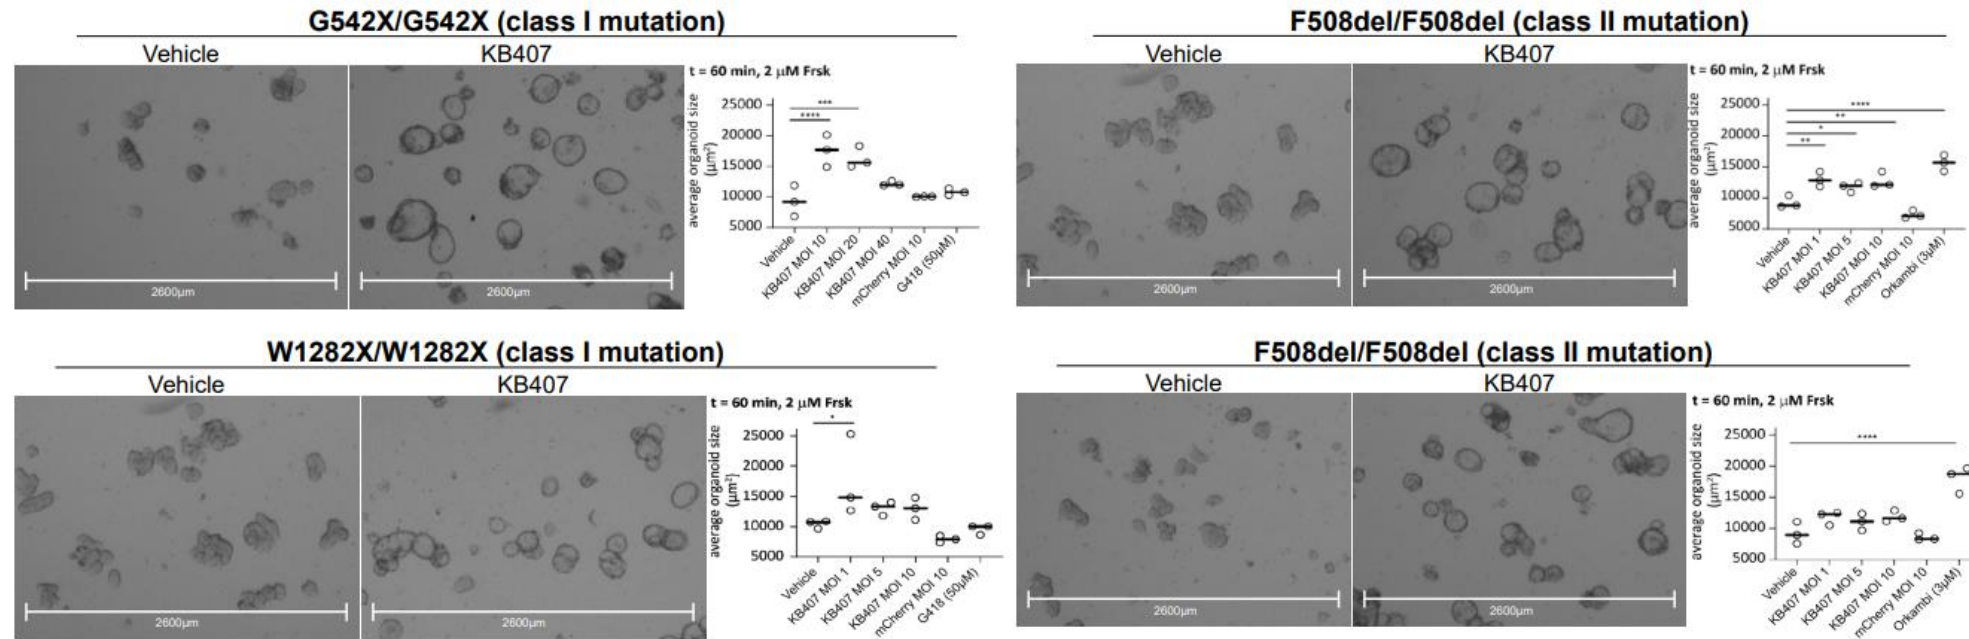 G542X/G542X (class I mutation)
Vehicle
KB407
2600µm
2600µm
t = 60 min, 2 µM Frsk
average organoid size
(µm²)
25000
20000
15000
10000
5000
***
****
Vehicle
KB407 MOI 10
KB407 MOI 20
KB407 MOI 40
mCherry MOI 10
G418 (50µM)
F508del/F508del (class II mutation)
Vehicle
KB407
2600µm
2600µm
t = 60 min, 2 µM Frsk
average organoid size
(µm²)
25000
20000
15000
10000
5000
****
**
*
**
Vehicle
KB407 MOI 1
KB407 MOI 5
KB407 MOI 10
mCherry MOI 10
Orkambi (3µM)
W1282X/W1282X (class I mutation)
Vehicle
KB407
2600µm
2600µm
t = 60 min, 2 µM Frsk
average organoid size
(µm²)
25000
20000
15000
10000
5000
*
Vehicle
KB407 MOI 1
KB407 MOI 5
KB407 MOI 10
mCherry MOI 10
G418 (50µM)
F508del/F508del (class II mutation)
Vehicle
KB407
2600µm
2600µm
t = 60 min, 2 µM Frsk
average organoid size
(µm²)
25000
20000
15000
10000
5000
****
Vehicle
KB407 MOI 1
KB407 MOI 5
KB407 MOI 10
mCherry MOI 10
Orkambi (3µM)